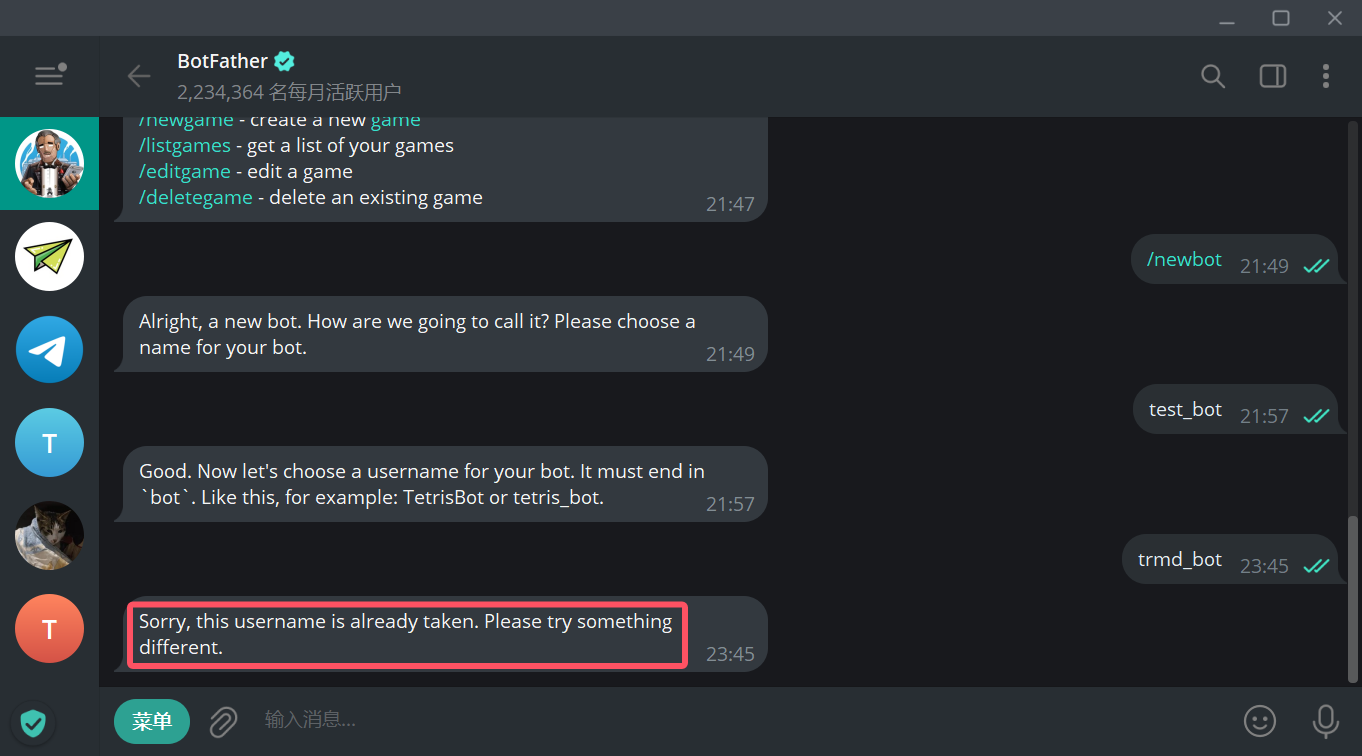 BotFather
2,234,364 名每月活跃用户
/newgame - create a new game
/listgames - get a list of your games
/editgame - edit a game
/deletegame - delete an existing game
21:47
/newbot 21:49
Alright, a new bot. How are we going to call it? Please choose a
name for your bot.
21:49
test_bot 21:57
Good. Now let's choose a username for your bot. It must end in
`bot`. Like this, for example: TetrisBot or tetris_bot.
21:57
trmd_bot 23:45
Sorry, this username is already taken. Please try something
different.
23:45
T
T
菜单 输入消息...